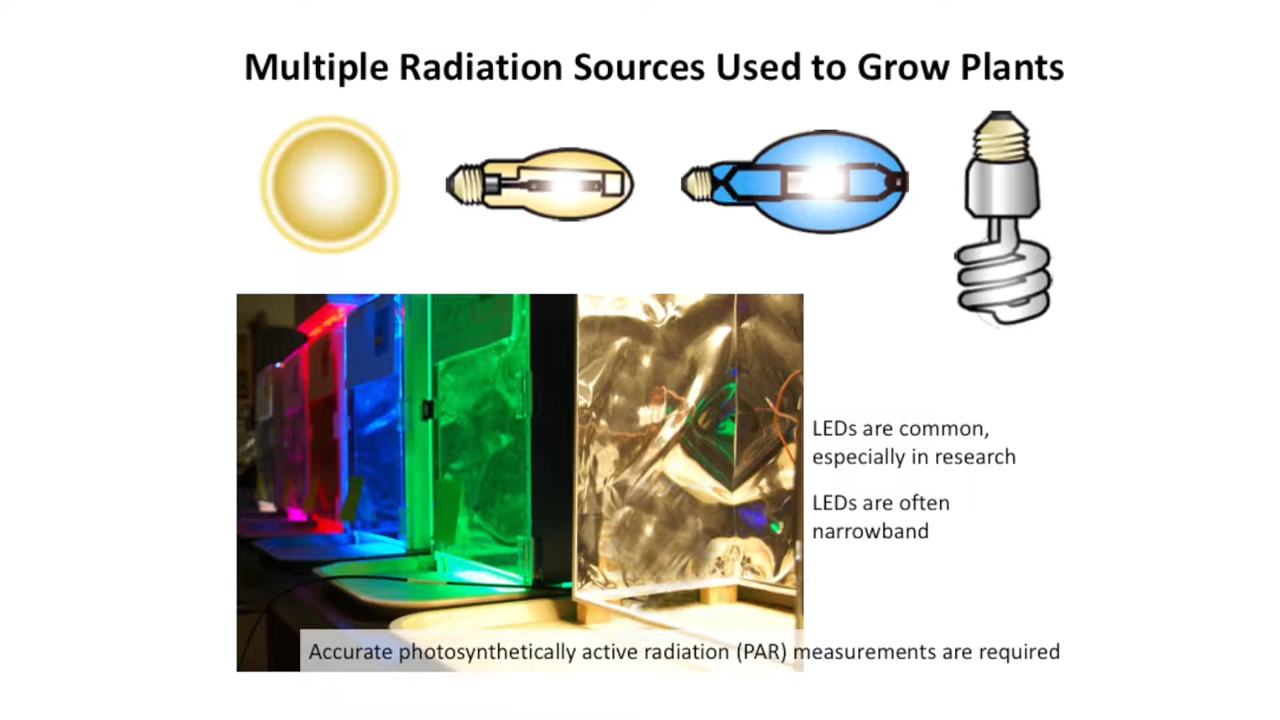 Multiple Radiation Sources Used to Grow Plants
LEDs are common,
especially in research
LEDs are often
narrowband
Accurate photosynthetically active radiation (PAR) measurements are required